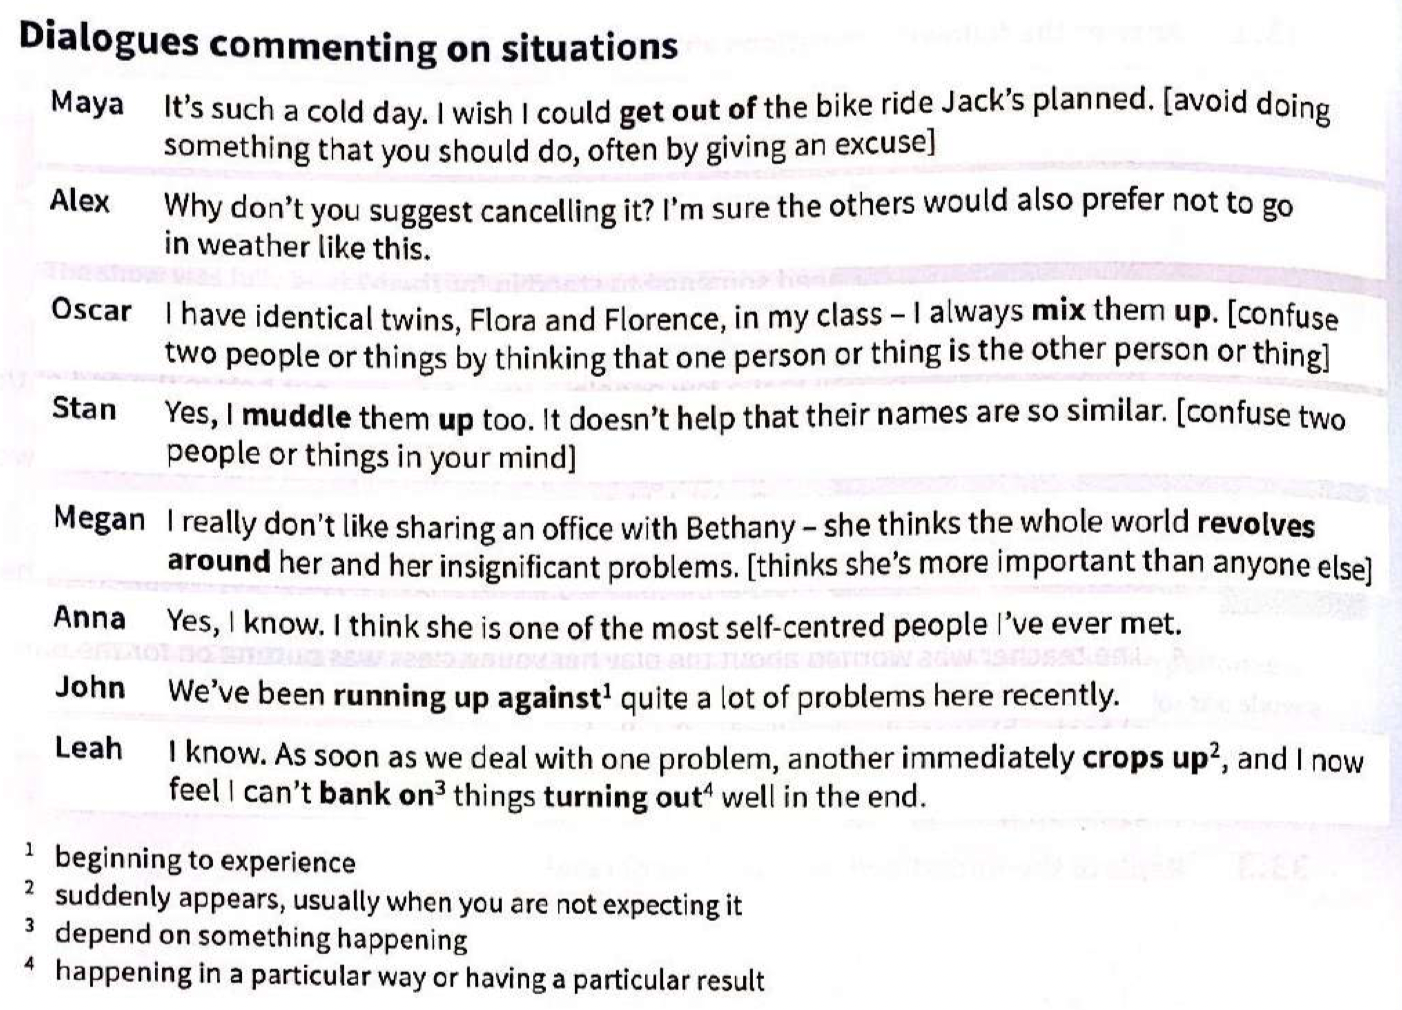 Dialogues commenting on situations
Maya It's such a cold day. I wish I could get out of the bike ride Jack's planned. [avoid doing
something that you should do, often by giving an excuse]
Alex Why don't you suggest cancelling it? I'm sure the others would also prefer not to go
in weather like this.
Oscar I have identical twins, Flora and Florence, in my class – I always mix them up. [confuse
two people or things by thinking that one person or thing is the other person or thing]
Stan Yes, I muddle them up too. It doesn't help that their names are so similar. [confuse two
people or things in your mind]
Megan I really don't like sharing an office with Bethany – she thinks the whole world revolves
around her and her insignificant problems. [thinks she's more important than anyone else]
Anna Yes, I know. I think she is one of the most self-centred people I've ever met.
John We've been running up against¹ quite a lot of problems here recently.
Leah I know. As soon as we deal with one problem, another immediately crops up², and I now
feel I can't bank on³ things turning out⁴ well in the end.
¹ beginning to experience
² suddenly appears, usually when you are not expecting it
³ depend on something happening
⁴ happening in a particular way or having a particular result